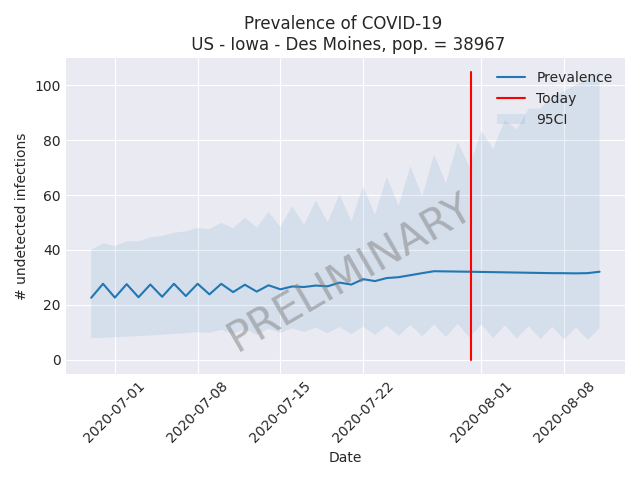 Prevalence of COVID-19
US - Iowa - Des Moines, pop. = 38967
# undetected infections
100
80
60
40
20
0
Prevalence
Today
95CI
PRELIMINARY
2020-07-01
2020-07-08
2020-07-15
2020-07-22
2020-08-01
2020-08-08
Date